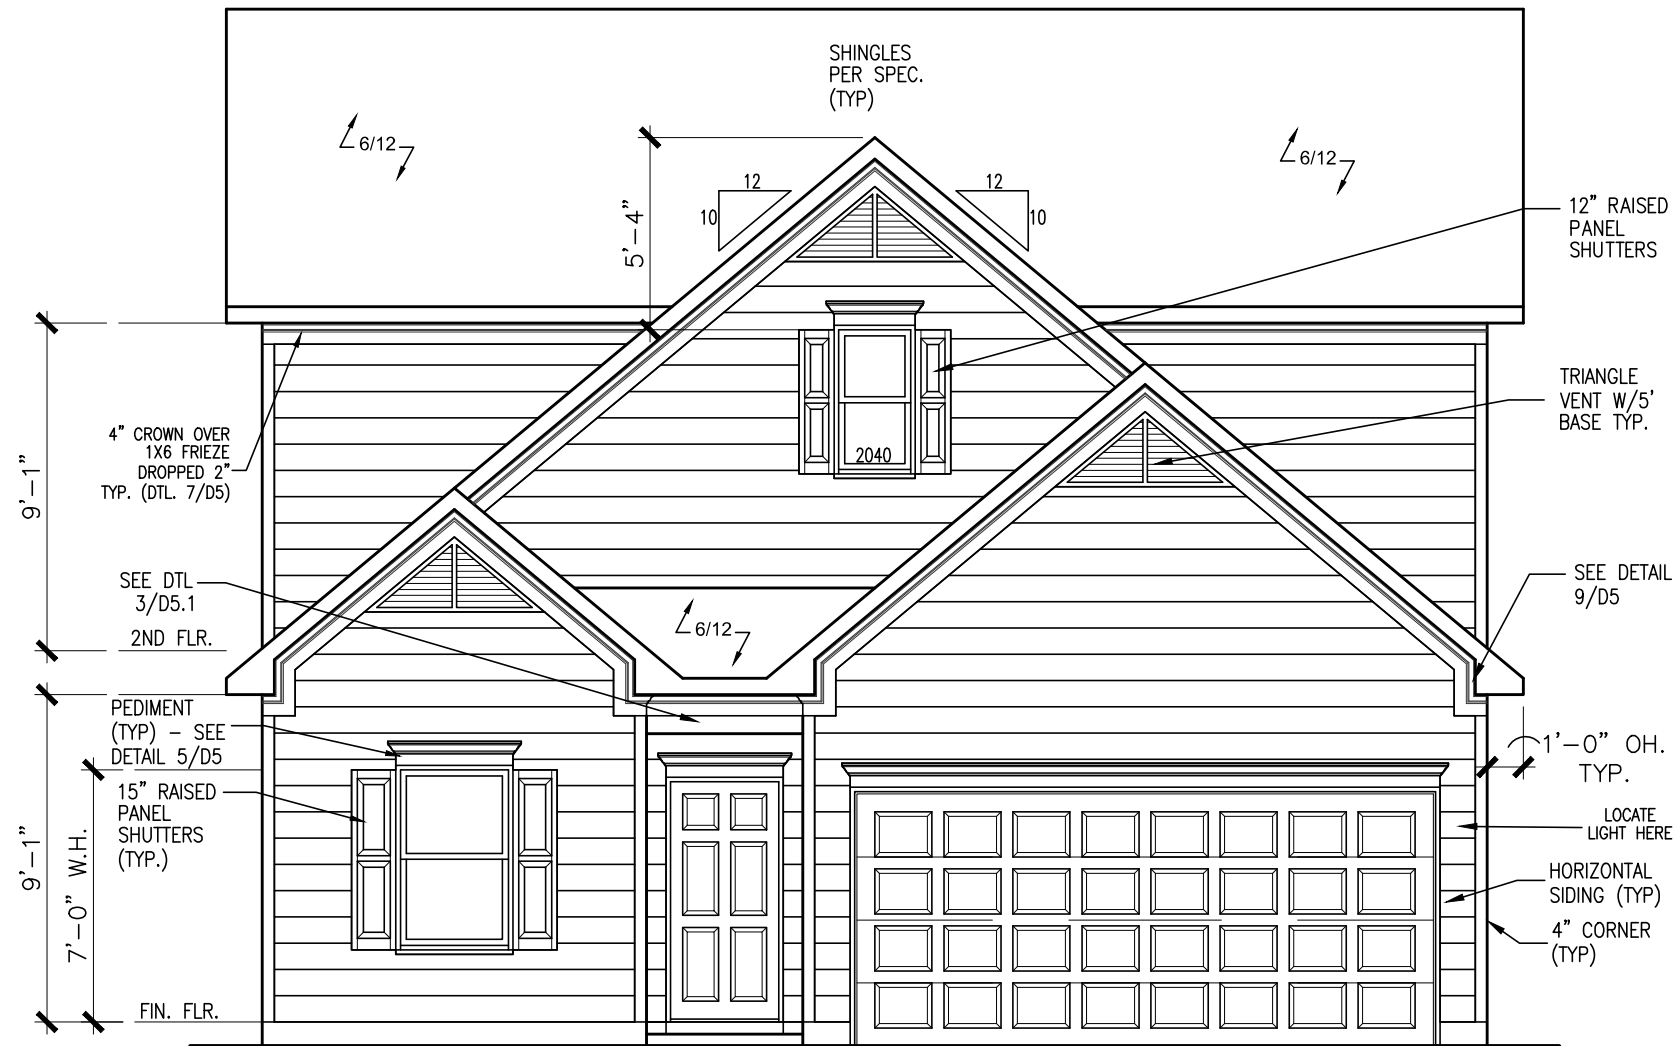 SHINGLES
PER SPEC.
(TYP)
6/12
6/12
12
10
12
10
5'-4"
12" RAISED
PANEL
SHUTTERS
TRIANGLE
VENT W/5'
BASE TYP.
4" CROWN OVER
1X6 FRIEZE
DROPPED 2"
TYP. (DTL. 7/D5)
9'-1"
2040
SEE DTL
3/D5.1
2ND FLR.
6/12
SEE DETAIL
9/D5
PEDIMENT
(TYP) - SEE
DETAIL 5/D5
15" RAISED
PANEL
SHUTTERS
(TYP.)
9'-1"
7'-0" W.H.
FIN. FLR.
1'-0" OH.
TYP.
LOCATE
LIGHT HERE
HORIZONTAL
SIDING (TYP)
4" CORNER
(TYP)